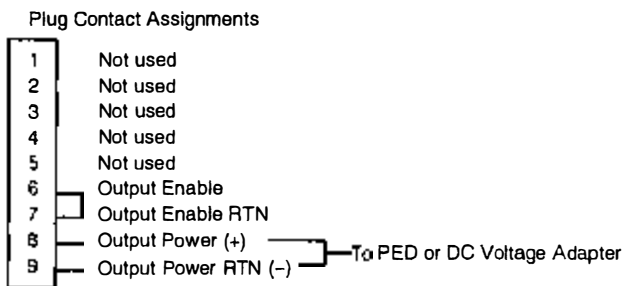 Plug Contact Assignments
1 Not used
2 Not used
3 Not used
4 Not used
5 Not used
6 Output Enable
7 Output Enable RTN
8 Output Power (+)
To PED or DC Voltage Adapter
9 Output Power RTN (−)